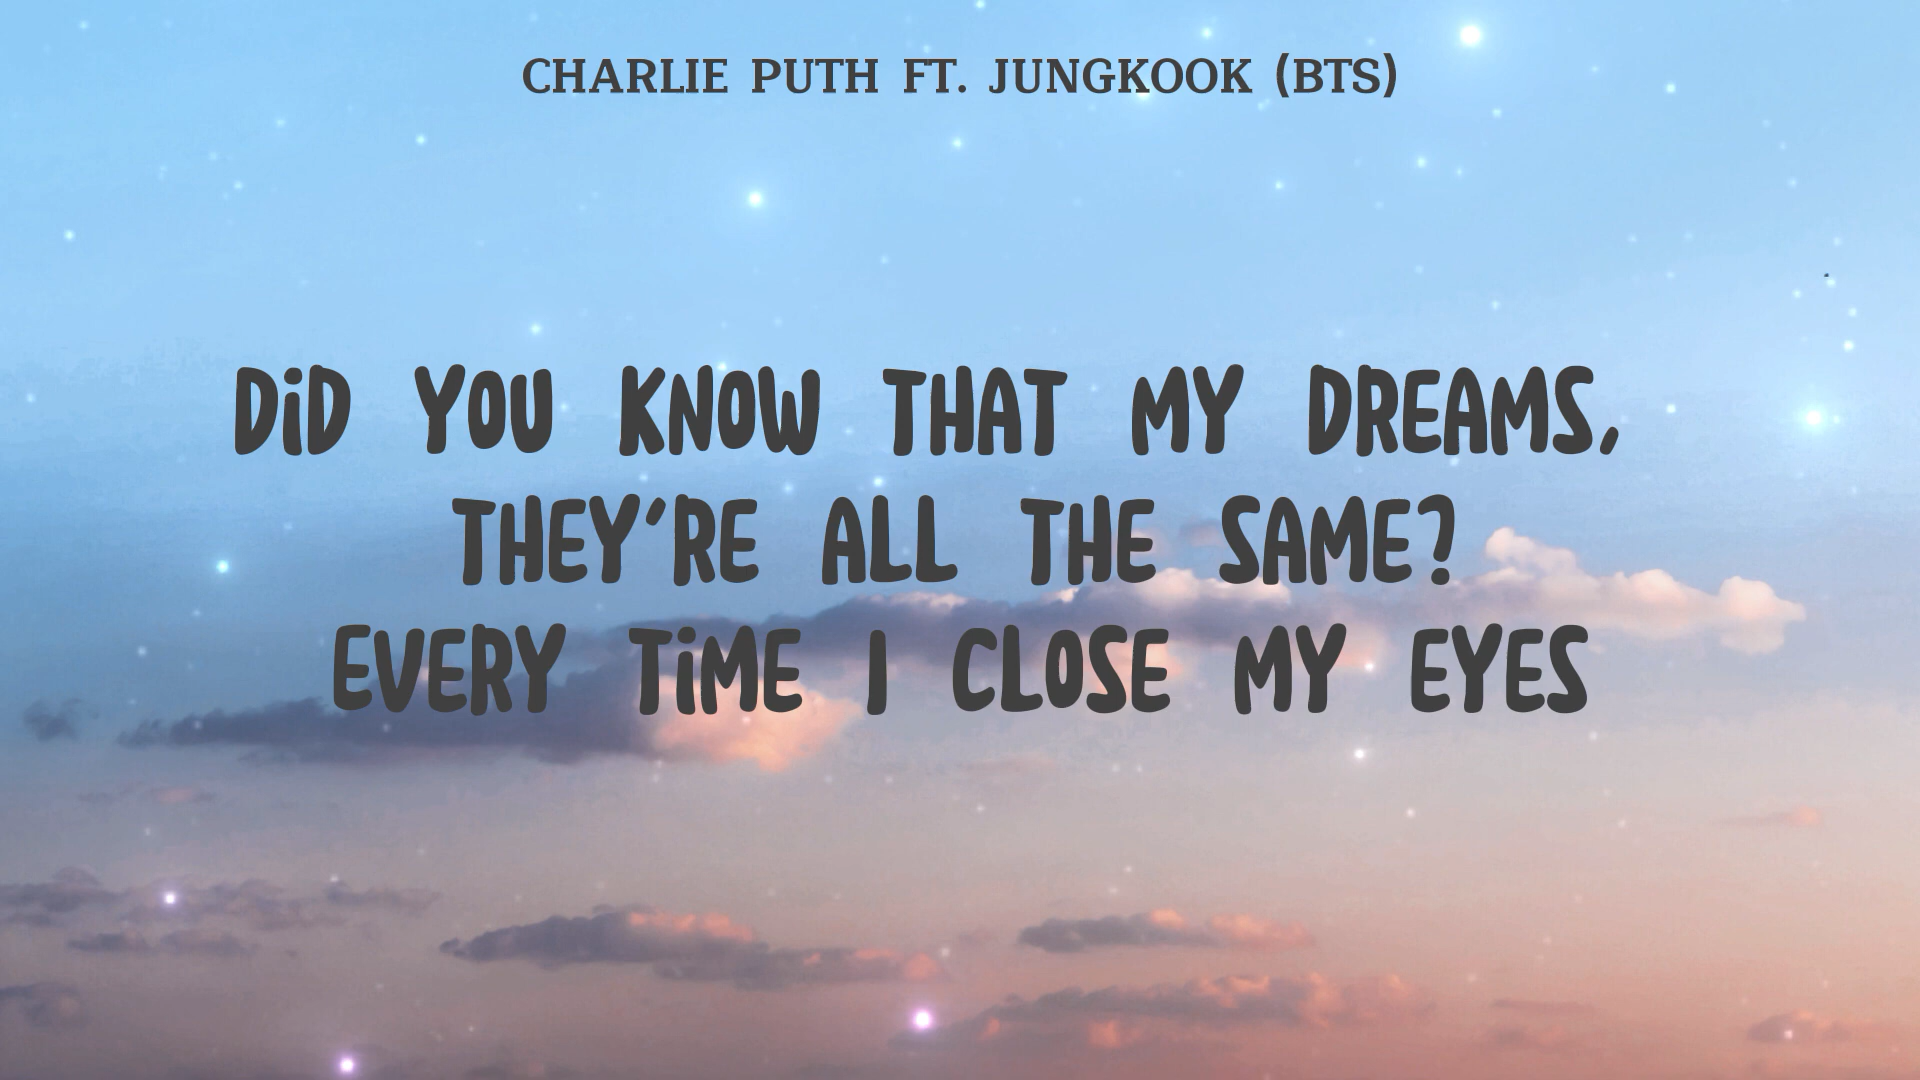 CHARLIE PUTH FT. JUNGKOOK (BTS)
DiD YOU KNOW THAT MY DREAMS,
THEY'RE ALL THE SAME?
EVERY TiME I CLOSE MY EYES